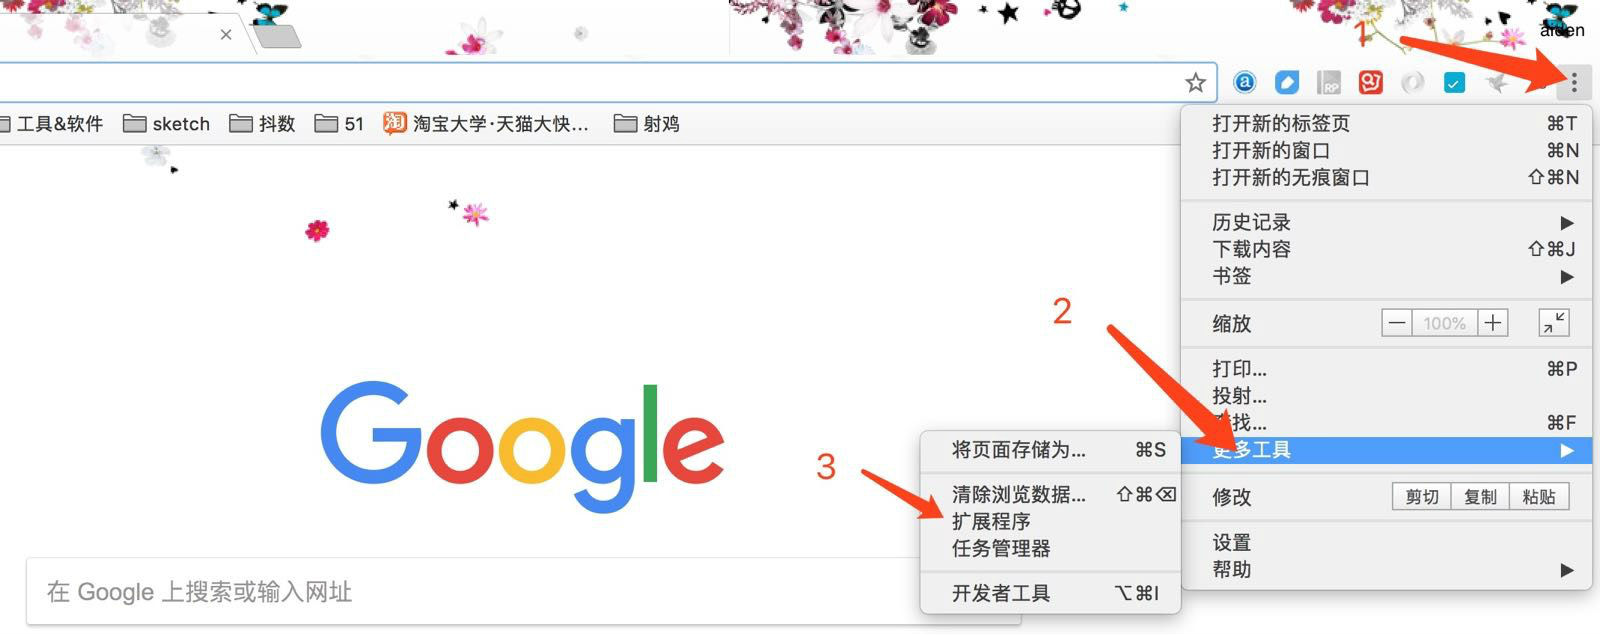 1
aiden
工具&软件
sketch
抖数
51
淘
淘宝大学·天猫大快...
射鸡
a
RP
打开新的标签页 ⌘T
打开新的窗口 ⌘N
打开新的无痕窗口 ⇧⌘N
历史记录 ▶
下载内容 ⇧⌘J
书签 ▶
缩放 — 100% +
打印... ⌘P
投射...
找... ⌘F
更多工具 ▶
修改 剪切 复制 粘贴
设置
帮助 ▶
2
3
将页面存储为... ⌘S
清除浏览数据... ⇧⌘⌫
扩展程序
任务管理器
开发者工具 ⌥⌘I
Google
在 Google 上搜索或输入网址